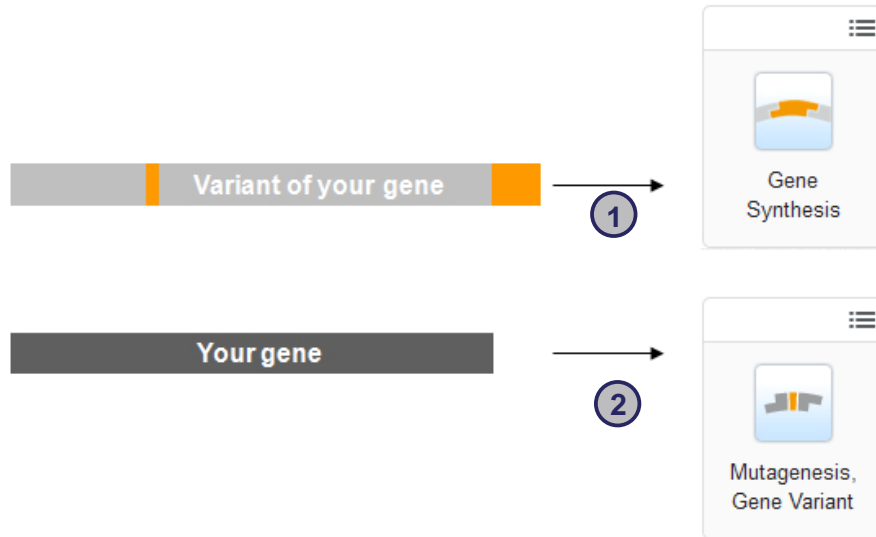 Variant of your gene
1
Gene
Synthesis
Your gene
2
Mutagenesis,
Gene Variant